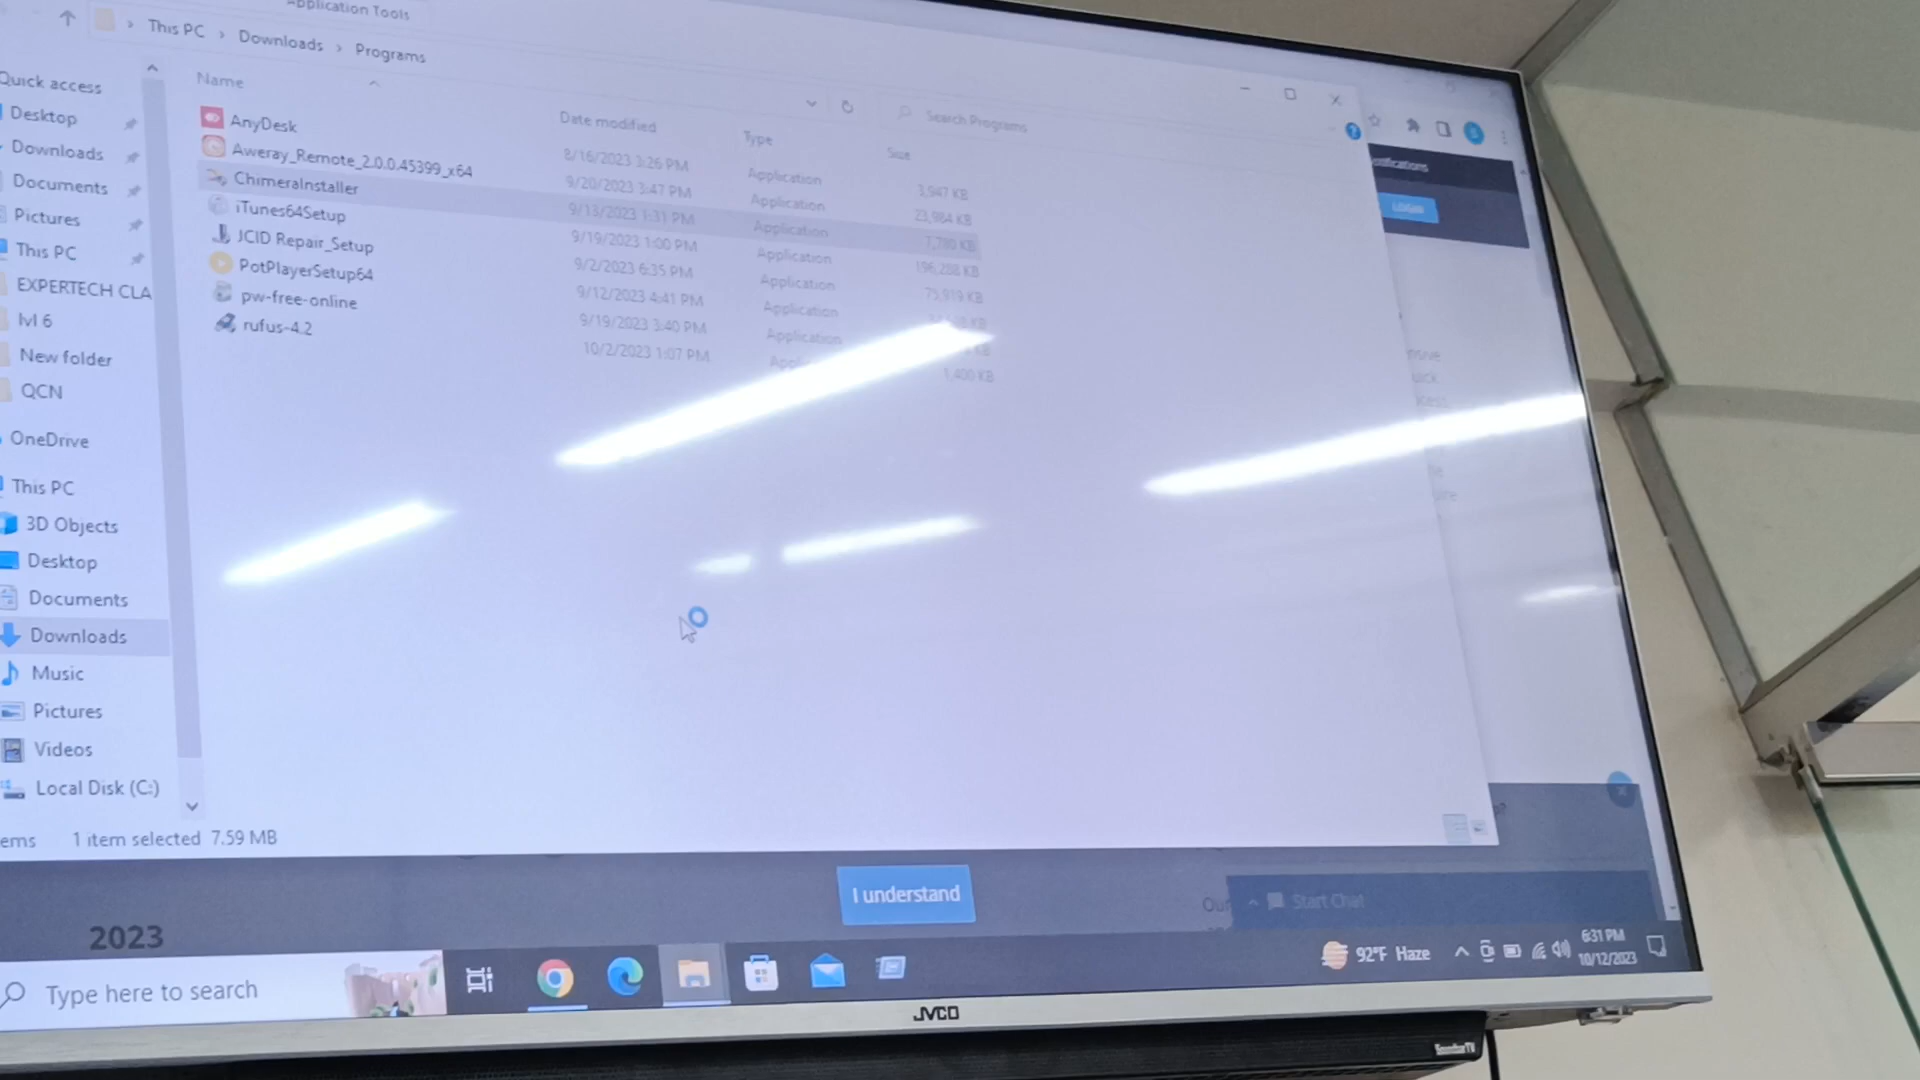 Application Tools
This PC > Downloads > Programs
Search Programs
Name
Date modified
Type
Size
AnyDesk
8/16/2023 3:26 PM
Application
3,947 KB
Aweray_Remote_2.0.0.45399_x64
9/20/2023 3:47 PM
Application
23,984 KB
ChimeraInstaller
9/13/2023 1:31 PM
Application
7,780 KB
iTunes64Setup
9/19/2023 1:00 PM
Application
196,288 KB
JCID Repair_Setup
9/2/2023 6:35 PM
Application
75,919 KB
PotPlayerSetup64
9/12/2023 4:41 PM
Application
KB
pw-free-online
9/19/2023 3:40 PM
Application
KB
rufus-4.2
10/2/2023 1:07 PM
1,400 KB
Quick access
Desktop
Downloads
Documents
Pictures
This PC
EXPERTECH CLA
lvl 6
New folder
QCN
OneDrive
This PC
3D Objects
Desktop
Documents
Downloads
Music
Pictures
Videos
Local Disk (C:)
ems 1 item selected 7.59 MB
LOGIN
I understand
Our
Start Chat
2023
Type here to search
92°F Haze
6:31 PM
10/12/2023
JVCO